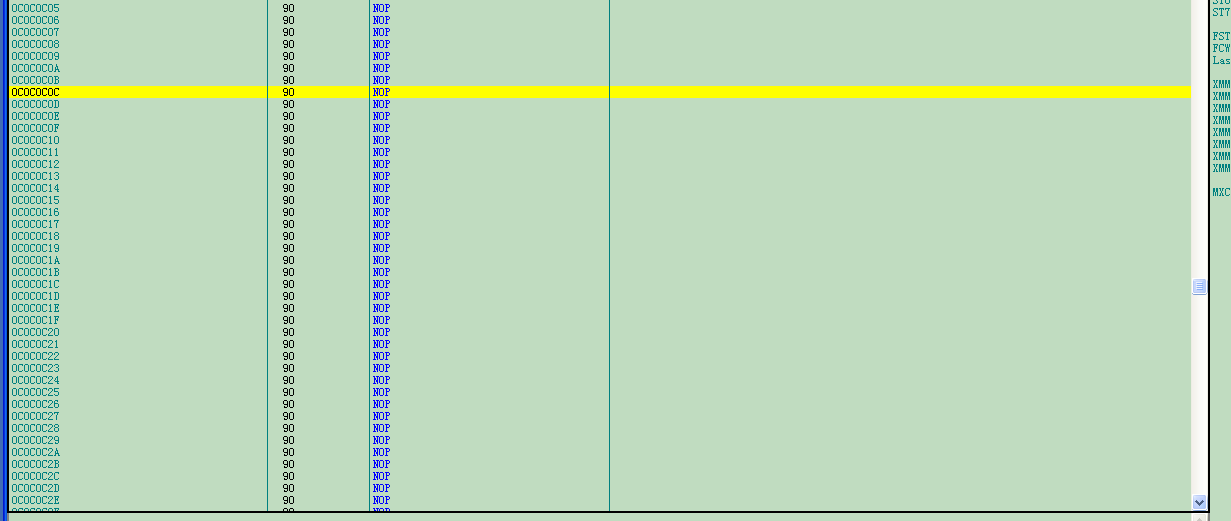 0C0C0C05 90 NOP
0C0C0C06 90 NOP
0C0C0C07 90 NOP
0C0C0C08 90 NOP
0C0C0C09 90 NOP
0C0C0C0A 90 NOP
0C0C0C0B 90 NOP
0C0C0C0C 90 NOP
0C0C0C0D 90 NOP
0C0C0C0E 90 NOP
0C0C0C0F 90 NOP
0C0C0C10 90 NOP
0C0C0C11 90 NOP
0C0C0C12 90 NOP
0C0C0C13 90 NOP
0C0C0C14 90 NOP
0C0C0C15 90 NOP
0C0C0C16 90 NOP
0C0C0C17 90 NOP
0C0C0C18 90 NOP
0C0C0C19 90 NOP
0C0C0C1A 90 NOP
0C0C0C1B 90 NOP
0C0C0C1C 90 NOP
0C0C0C1D 90 NOP
0C0C0C1E 90 NOP
0C0C0C1F 90 NOP
0C0C0C20 90 NOP
0C0C0C21 90 NOP
0C0C0C22 90 NOP
0C0C0C23 90 NOP
0C0C0C24 90 NOP
0C0C0C25 90 NOP
0C0C0C26 90 NOP
0C0C0C27 90 NOP
0C0C0C28 90 NOP
0C0C0C29 90 NOP
0C0C0C2A 90 NOP
0C0C0C2B 90 NOP
0C0C0C2C 90 NOP
0C0C0C2D 90 NOP
0C0C0C2E 90 NOP
ST7
FST
FCW
Las
XMM
XMM
XMM
XMM
XMM
XMM
XMM
XMM
MXC